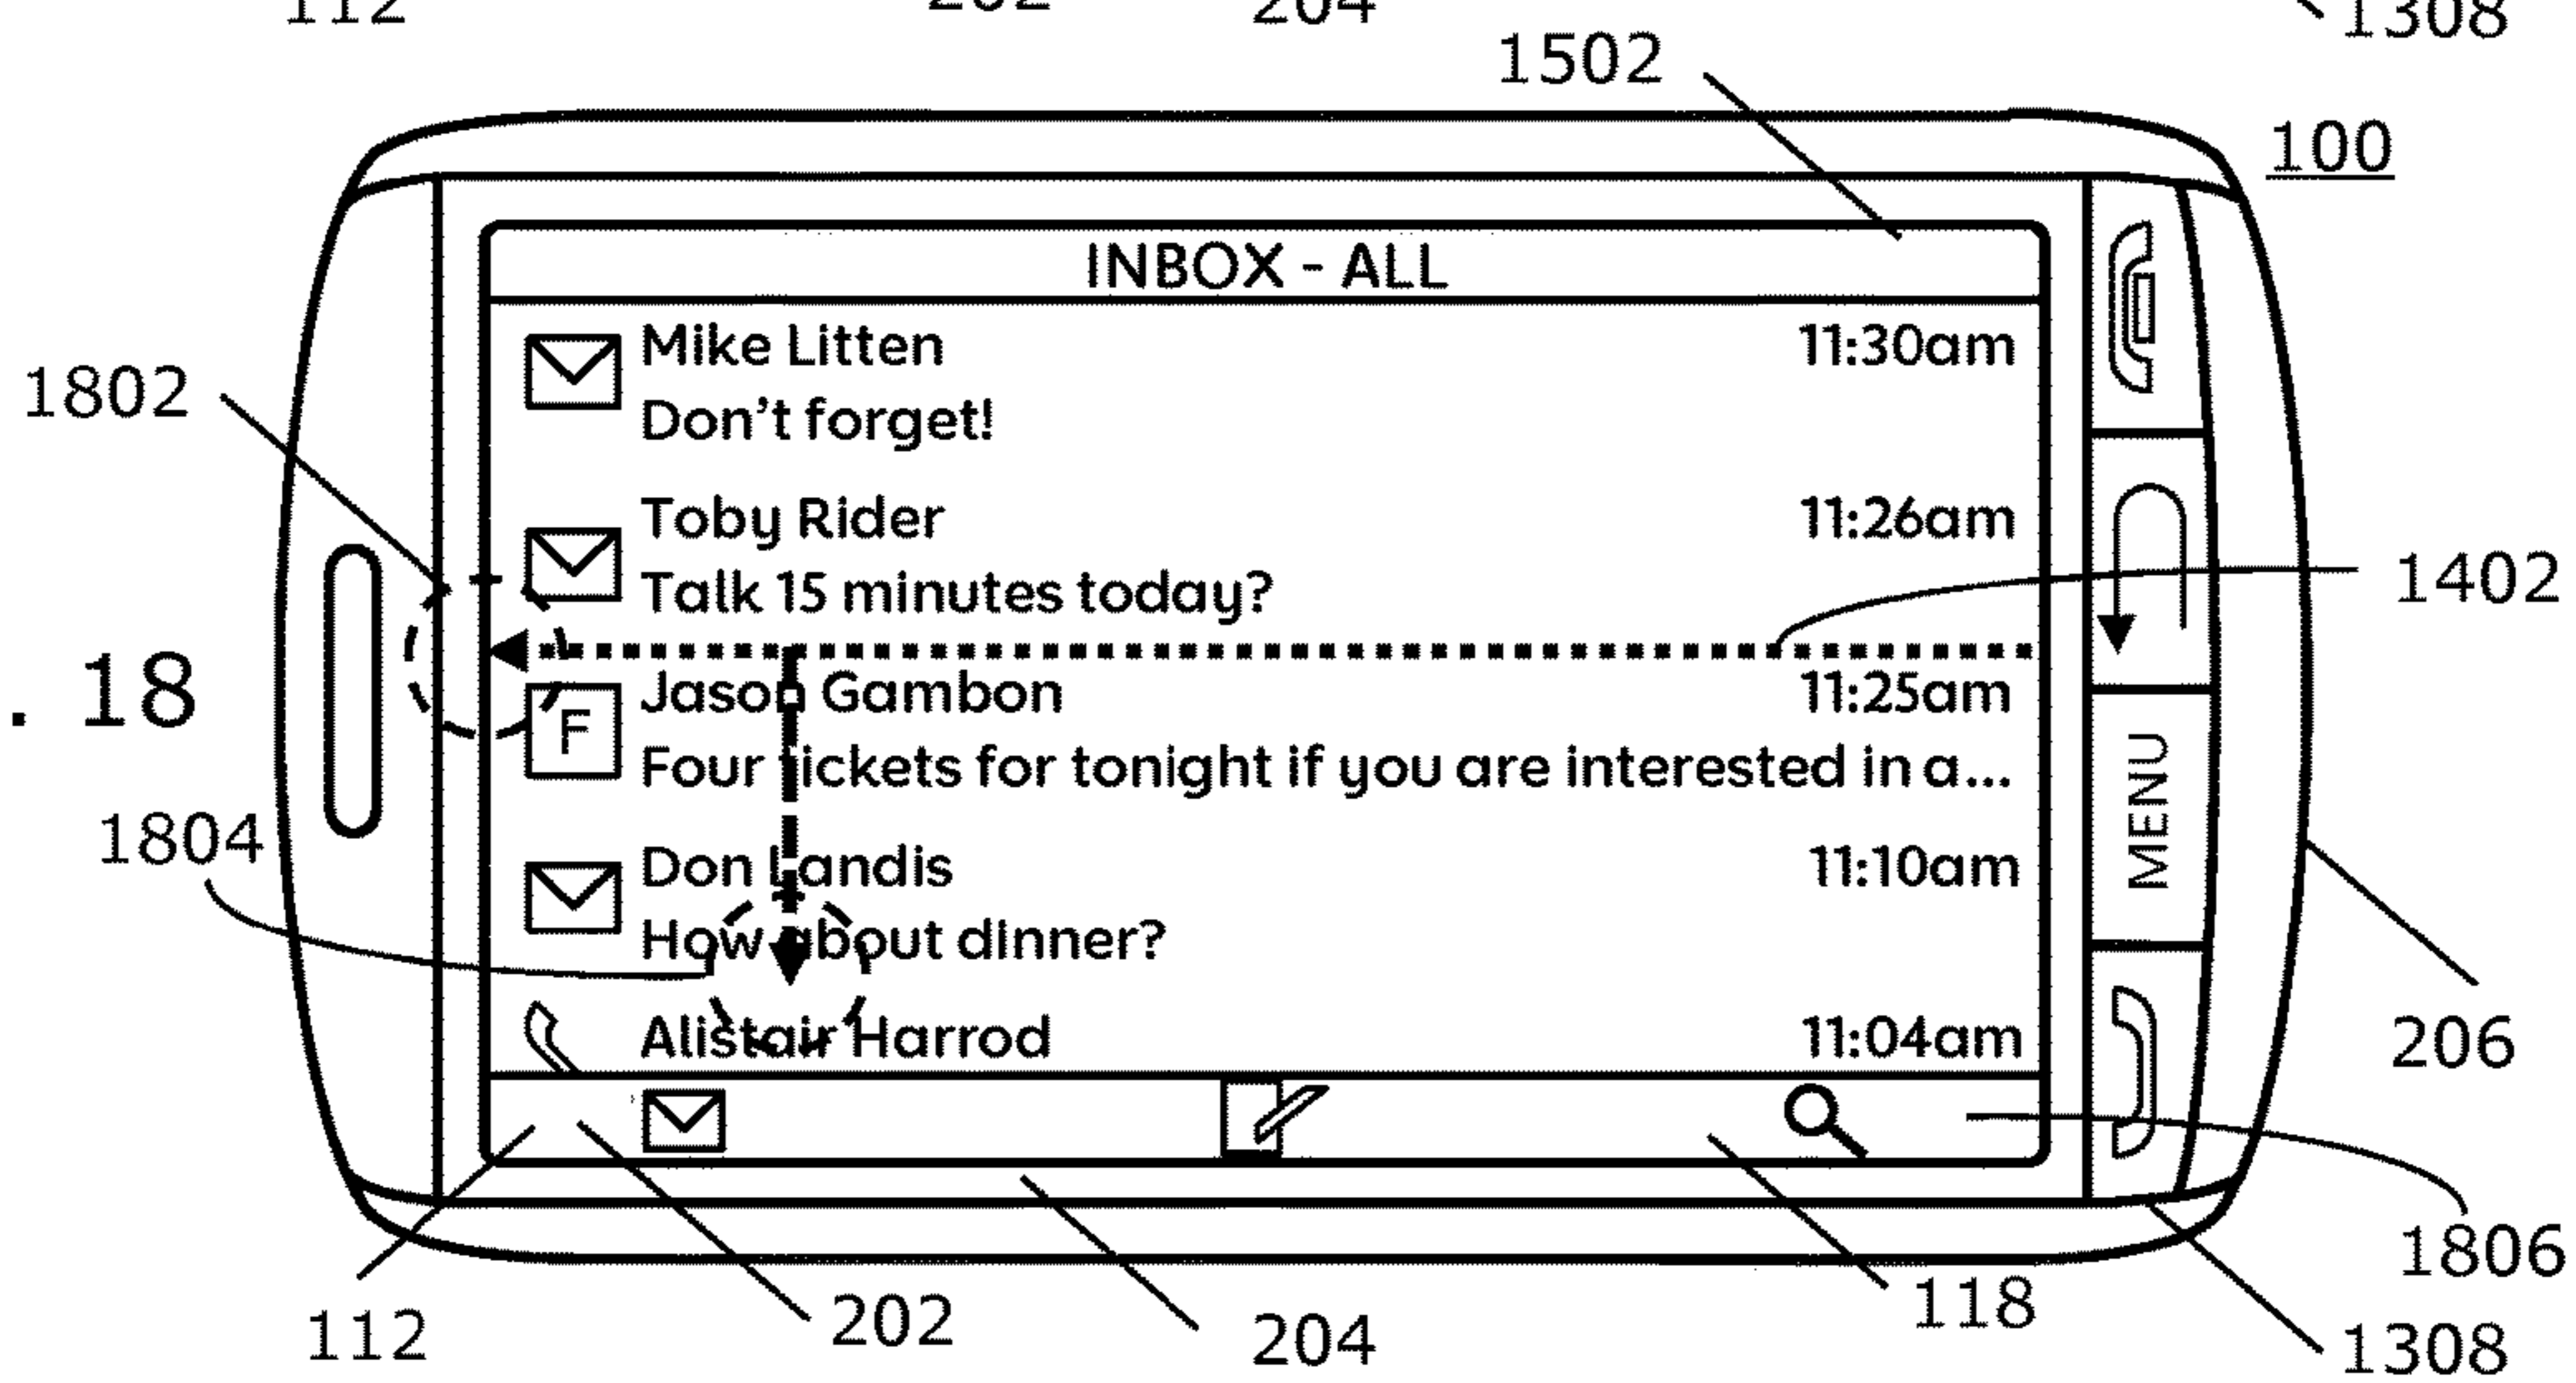 112 202 204 1308
1502
100
INBOX - ALL
Mike Litten 11:30am
Don't forget!
1802
Toby Rider 11:26am
Talk 15 minutes today?
1402
. 18
Jason Gambon 11:25am
F
Four tickets for tonight if you are interested in a...
MENU
1804
Don Landis 11:10am
How about dinner?
206
Alistair Harrod 11:04am
1806
118
112 202 204 1308